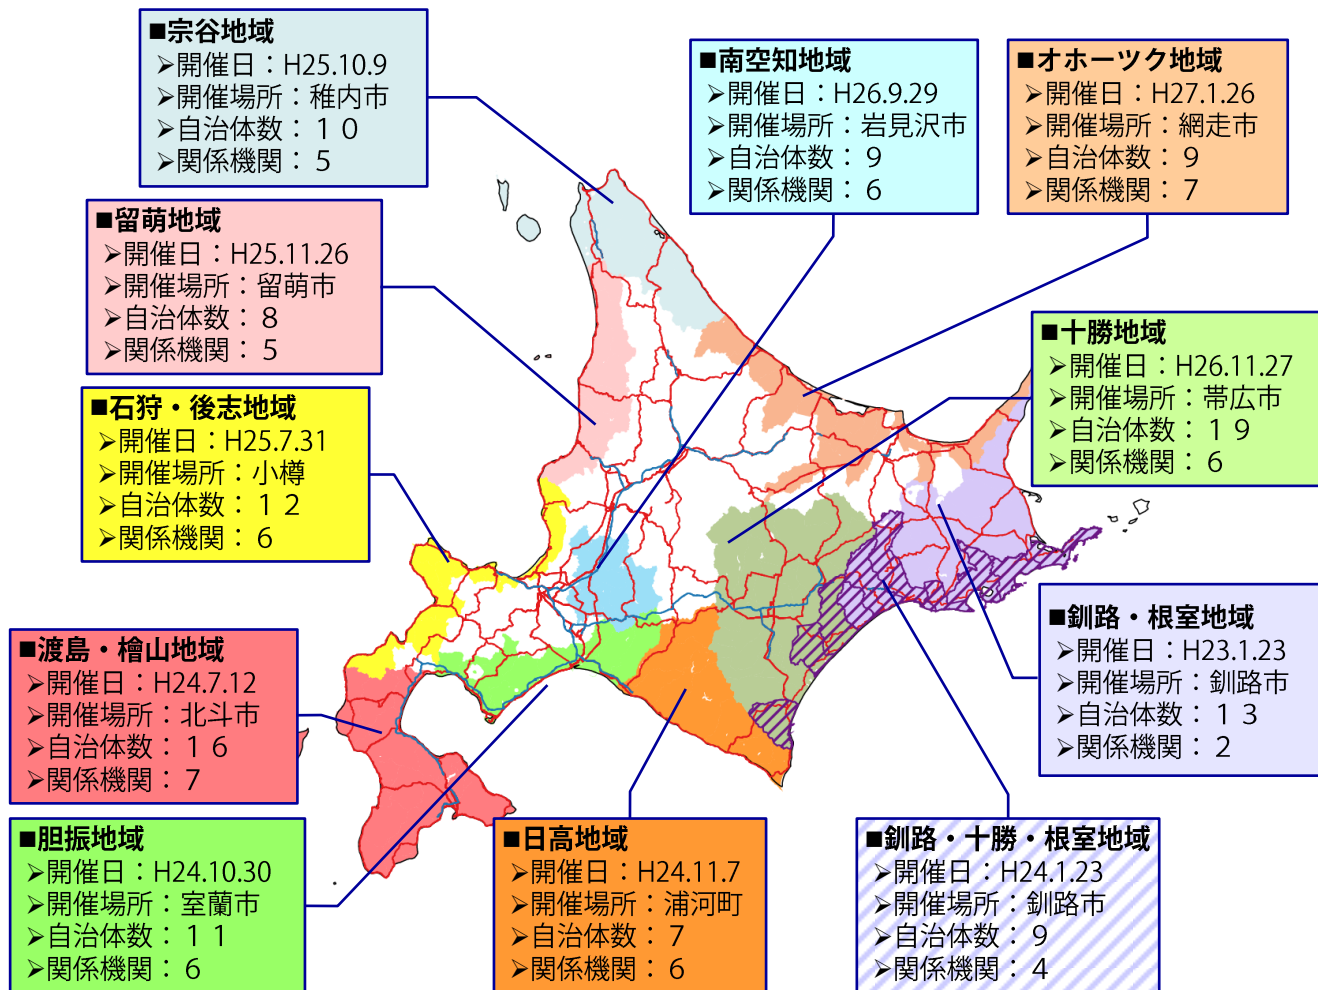 ■宗谷地域
➢開催日：H25.10.9
➢開催場所：稚内市
➢自治体数：１０
➢関係機関：５
■南空知地域
➢開催日：H26.9.29
➢開催場所：岩見沢市
➢自治体数：９
➢関係機関：６
■オホーツク地域
➢開催日：H27.1.26
➢開催場所：網走市
➢自治体数：９
➢関係機関：７
■留萌地域
➢開催日：H25.11.26
➢開催場所：留萌市
➢自治体数：８
➢関係機関：５
■十勝地域
➢開催日：H26.11.27
➢開催場所：帯広市
➢自治体数：１９
➢関係機関：６
■石狩・後志地域
➢開催日：H25.7.31
➢開催場所：小樽
➢自治体数：１２
➢関係機関：６
■釧路・根室地域
➢開催日：H23.1.23
➢開催場所：釧路市
➢自治体数：１３
➢関係機関：２
■渡島・檜山地域
➢開催日：H24.7.12
➢開催場所：北斗市
➢自治体数：１６
➢関係機関：７
■胆振地域
➢開催日：H24.10.30
➢開催場所：室蘭市
➢自治体数：１１
➢関係機関：６
■日高地域
➢開催日：H24.11.7
➢開催場所：浦河町
➢自治体数：７
➢関係機関：６
■釧路・十勝・根室地域
➢開催日：H24.1.23
➢開催場所：釧路市
➢自治体数：９
➢関係機関：４